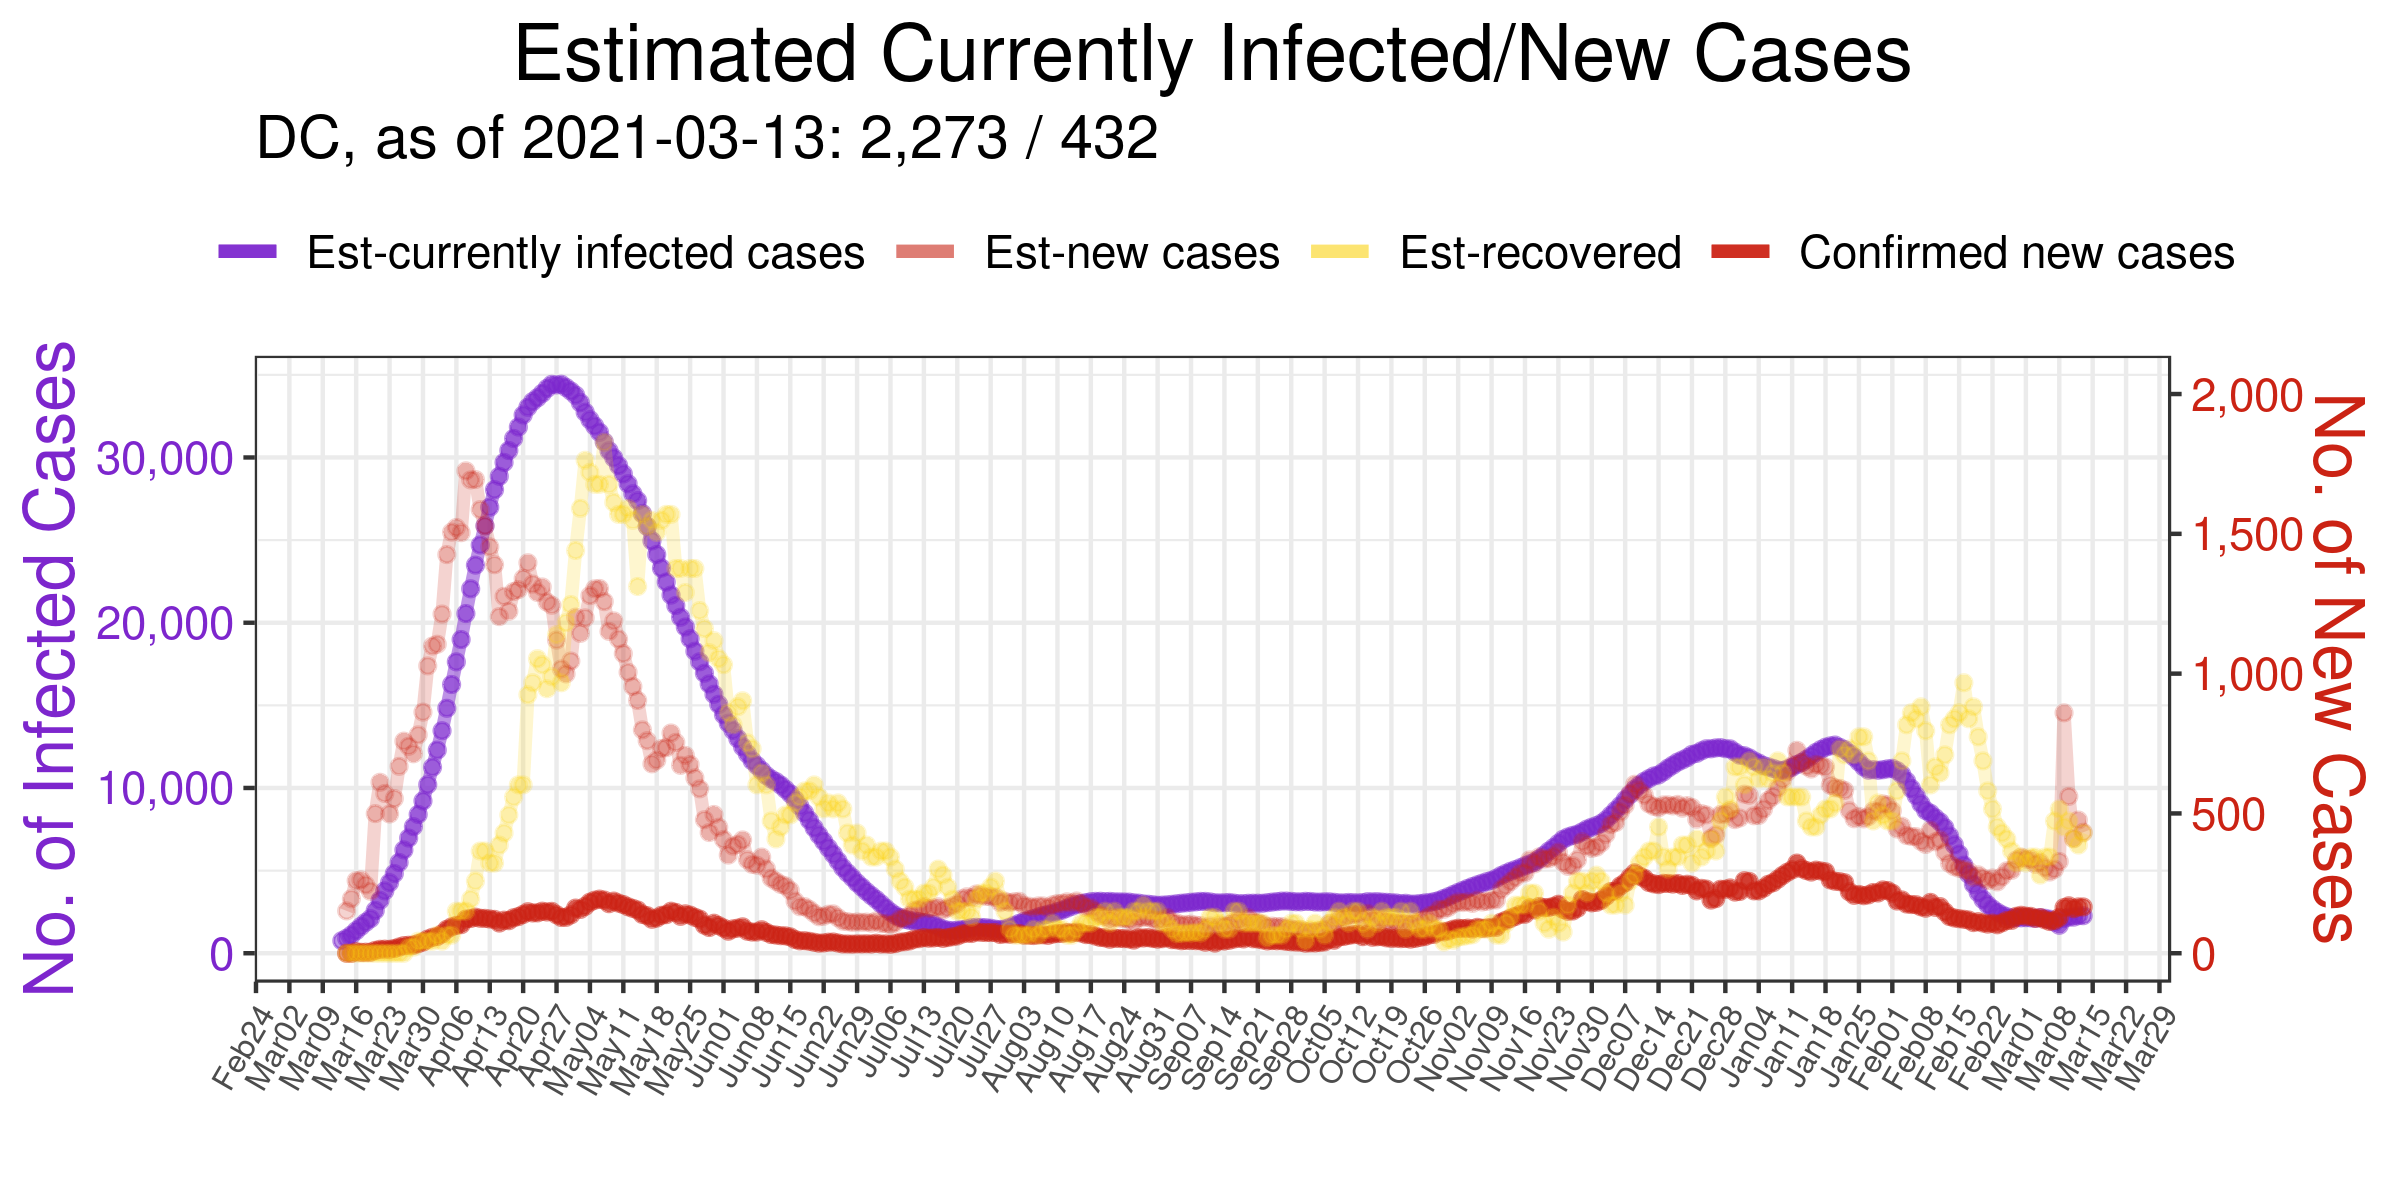 Estimated Currently Infected/New Cases
DC, as of 2021-03-13: 2,273 / 432
Est-currently infected cases Est-new cases Est-recovered Confirmed new cases
No. of Infected Cases
30,000
20,000
10,000
0
2,000
1,500
1,000
500
0
No. of New Cases
Feb24 Mar02 Mar09 Mar16 Mar23 Mar30 Apr06 Apr13 Apr20 Apr27 May04 May11 May18 May25 Jun01 Jun08 Jun15 Jun22 Jun29 Jul06 Jul13 Jul20 Jul27 Aug03 Aug10 Aug17 Aug24 Aug31 Sep07 Sep14 Sep21 Sep28 Oct05 Oct12 Oct19 Oct26 Nov02 Nov09 Nov16 Nov23 Nov30 Dec07 Dec14 Dec21 Dec28 Jan04 Jan11 Jan18 Jan25 Feb01 Feb08 Feb15 Feb22 Mar01 Mar08 Mar15 Mar22 Mar29